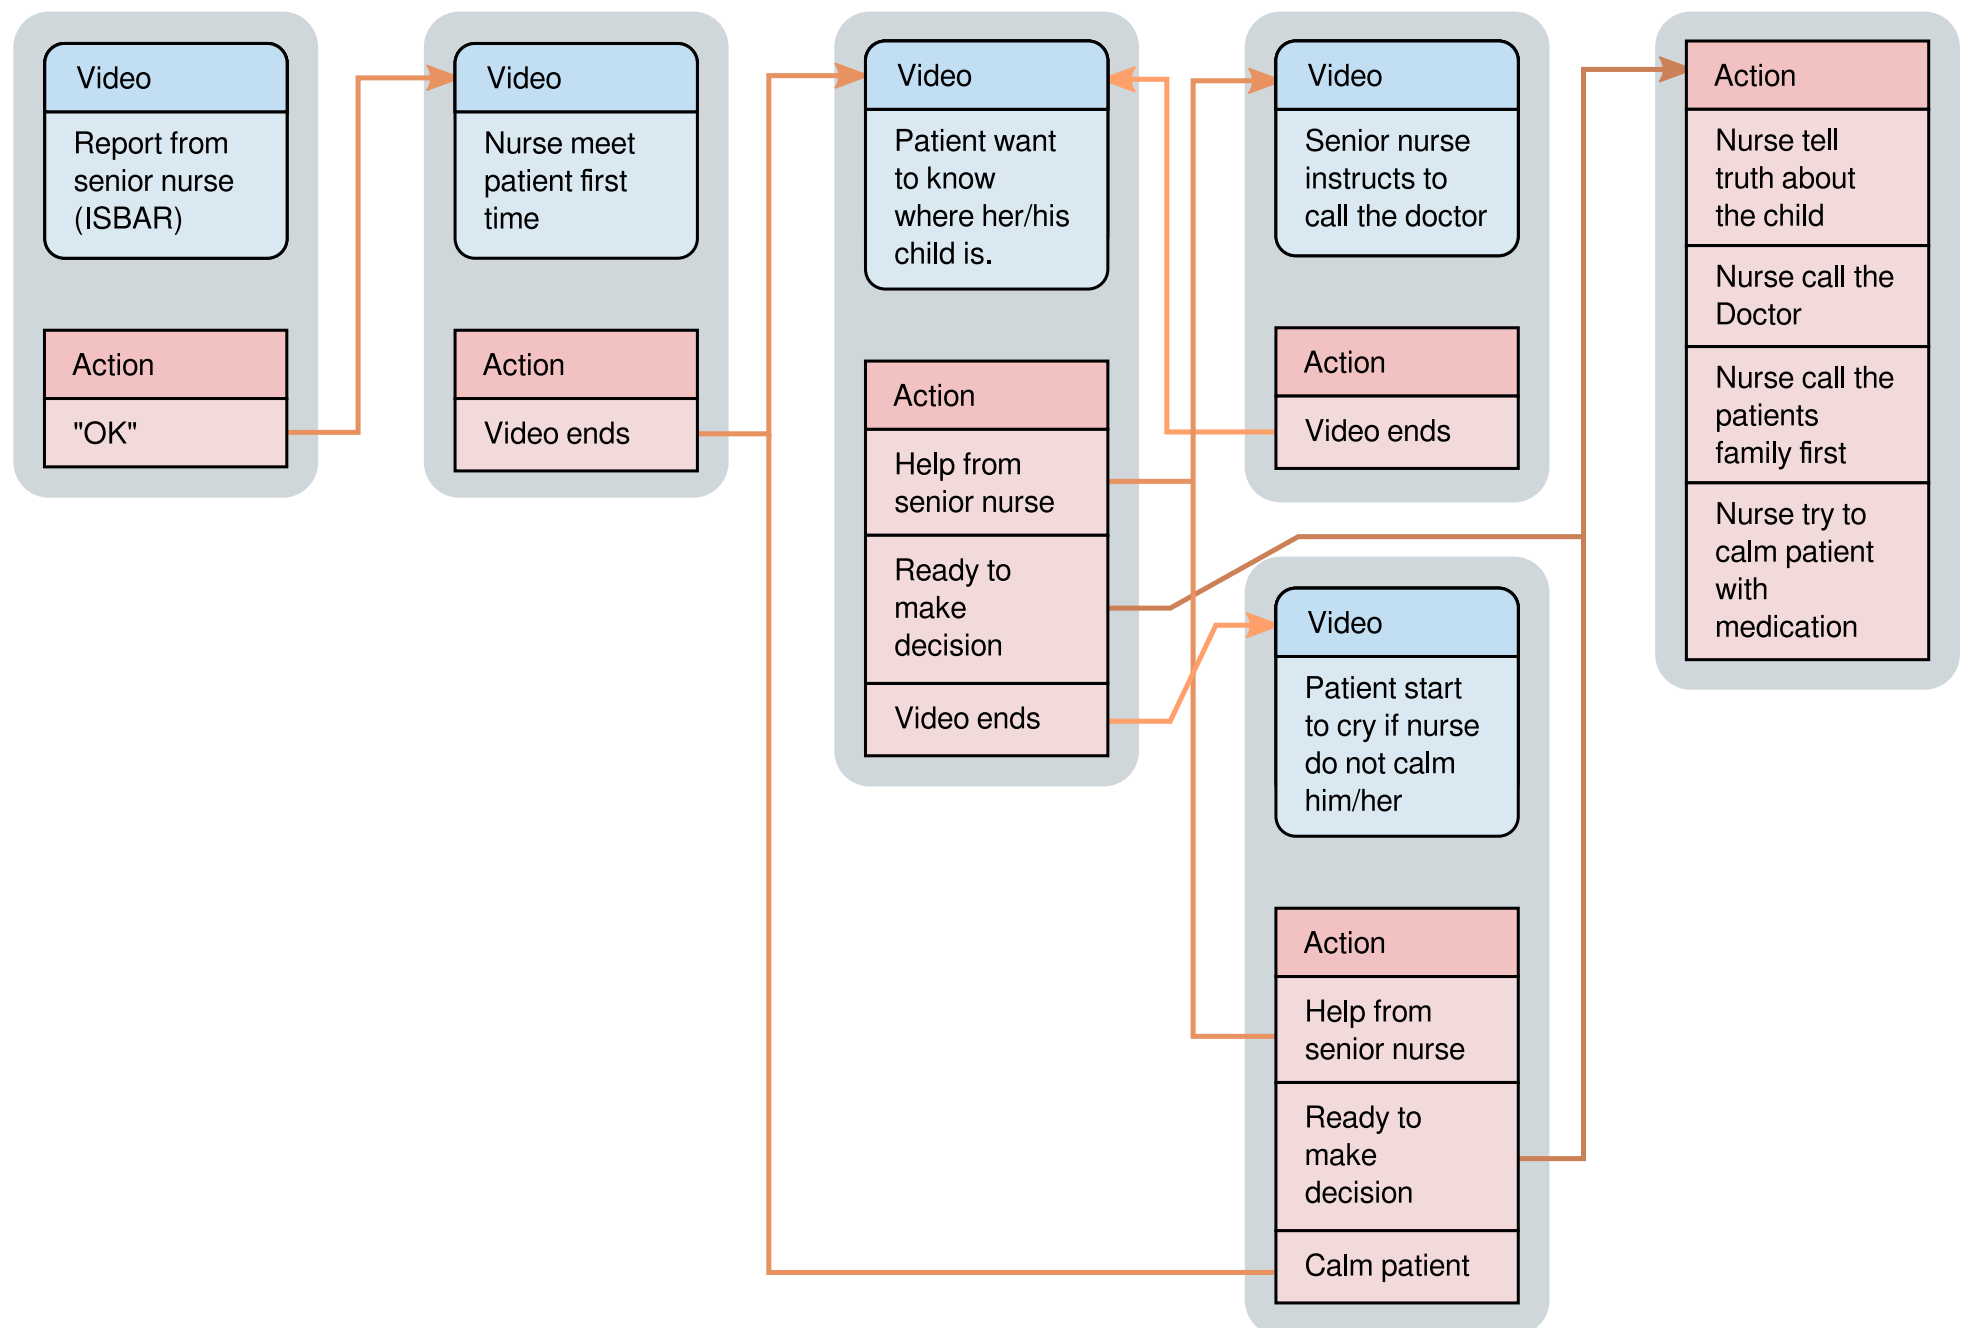 Video
Report from
senior nurse
(ISBAR)
Action
"OK"
Video
Nurse meet
patient first
time
Action
Video ends
Video
Patient want
to know
where her/his
child is.
Action
Help from
senior nurse
Ready to
make
decision
Video ends
Video
Senior nurse
instructs to
call the doctor
Action
Video ends
Video
Patient start
to cry if nurse
do not calm
him/her
Action
Help from
senior nurse
Ready to
make
decision
Calm patient
Action
Nurse tell
truth about
the child
Nurse call the
Doctor
Nurse call the
patients
family first
Nurse try to
calm patient
with
medication